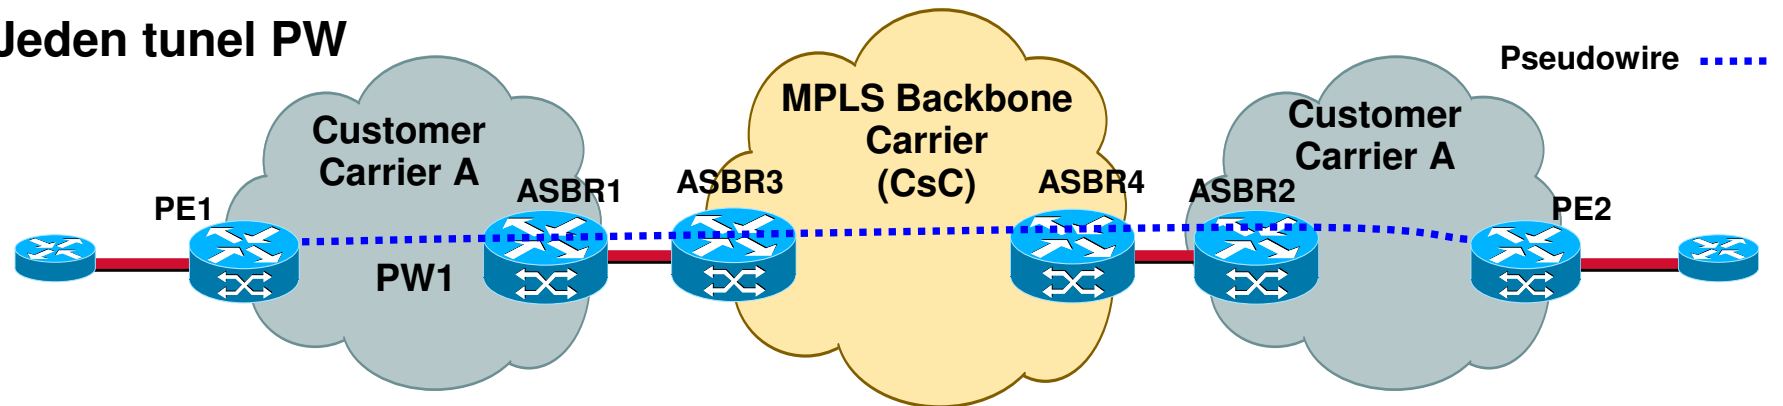 Jeden tunel PW
Pseudowire
MPLS Backbone
Carrier
(CsC)
Customer
Carrier A
Customer
Carrier A
PE1
ASBR1
ASBR3
ASBR4
ASBR2
PE2
PW1